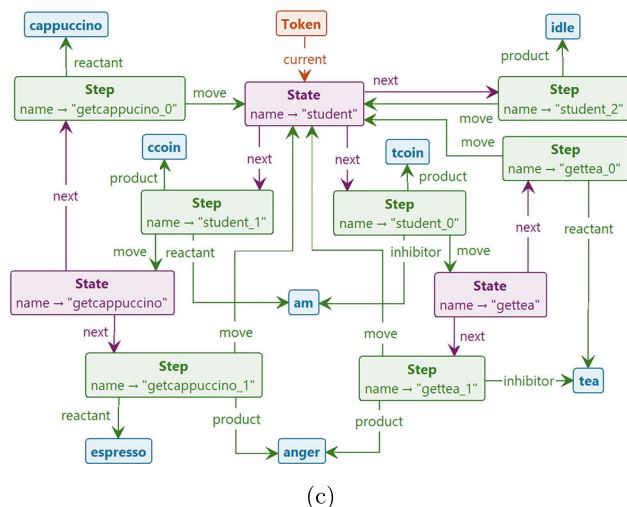 cappuccino
Token
idle
reactant
current
product
Step
name → "getcappucino_0"
move
State
name → "student"
next
Step
name → "student_2"
move
move
ccoin
next
next
tcoin
Step
name → "gettea_0"
product
product
next
Step
name → "student_1"
Step
name → "student_0"
next
reactant
move
reactant
inhibitor
move
State
name → "getcappuccino"
am
State
name → "gettea"
next
move
move
next
Step
name → "getcappuccino_1"
Step
name → "gettea_1"
inhibitor
tea
reactant
product
product
espresso
anger
(c)